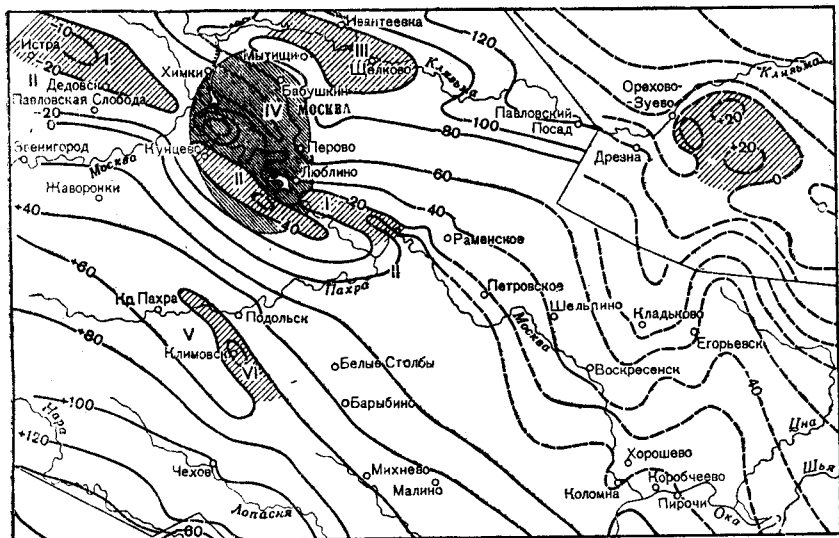 -10
Истра
I
II
-20
Дедовск
Павловская Слобода
-20
0
Звенигород
Москва
Жаворонки
+40
Ивантеевка
III
Мытищи
Щелково
Химки
Бабушкин
Москва
IV
Клязьма
120
100
80
Павловский-
Посад
Орехово-
Зуево
Клязьма
+20
+20
0
Дрезна
Кунцево
Перово
Люблино
II
I
-20
40
II
60
40
Раменское
Пахра
+60
Кр. Пахра
Подольск
V
Климовск
VI
+80
Петровское
Москва
Шельпино
Кладьково
Егорьевск
Белые Столбы
Барыбино
Воскресенск
40
+100
+120
Нара
Чехов
Лопасня
60
Михнево
Малино
Хорошево
Коломна
Коробчеево
Пирочи
Ока
Цна
Шья